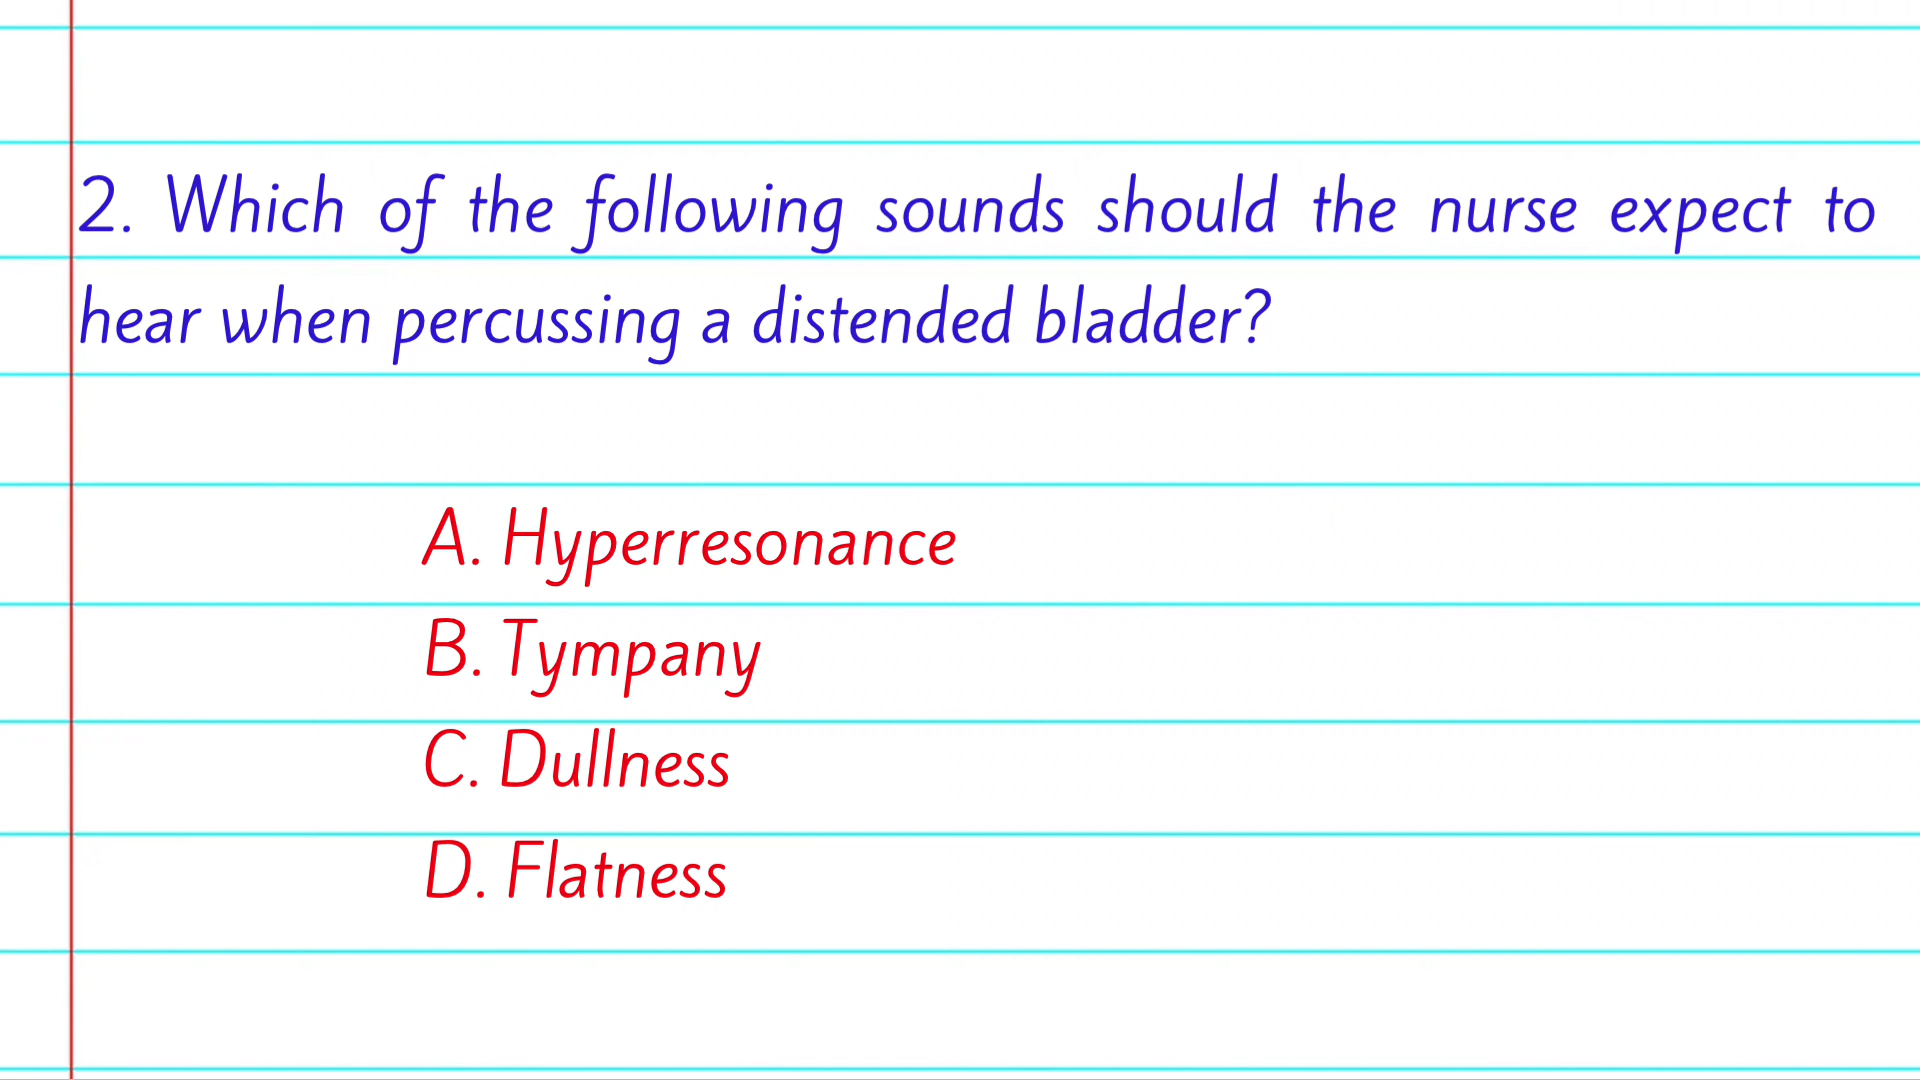 2. Which of the following sounds should the nurse expect to
hear when percussing a distended bladder?
A. Hyperresonance
B. Tympany
C. Dullness
D. Flatness